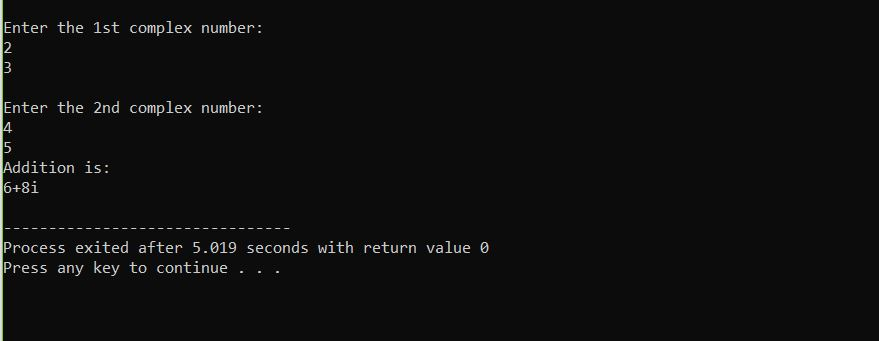 Enter the 1st complex number:
2
3
Enter the 2nd complex number:
4
5
Addition is:
6+8i
--------------------------------
Process exited after 5.019 seconds with return value 0
Press any key to continue . . .